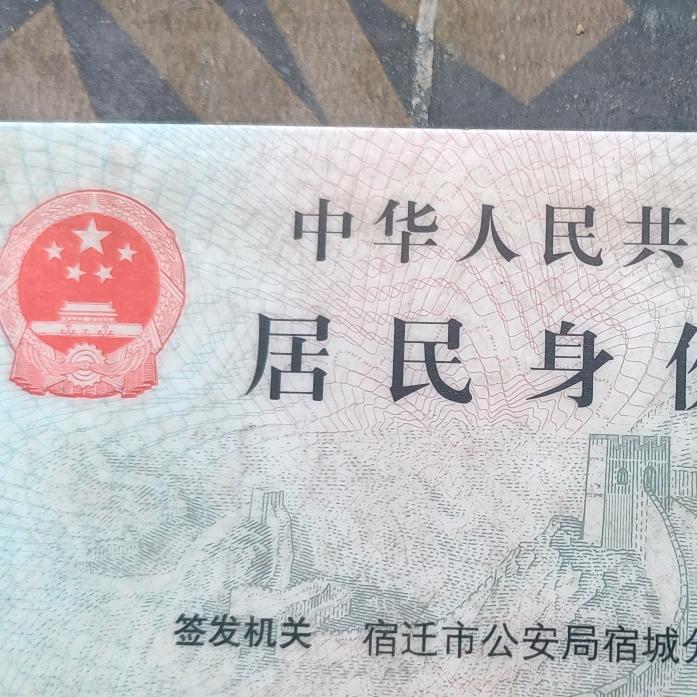 中华人民共
居民身
签发机关 宿迁市公安局宿城